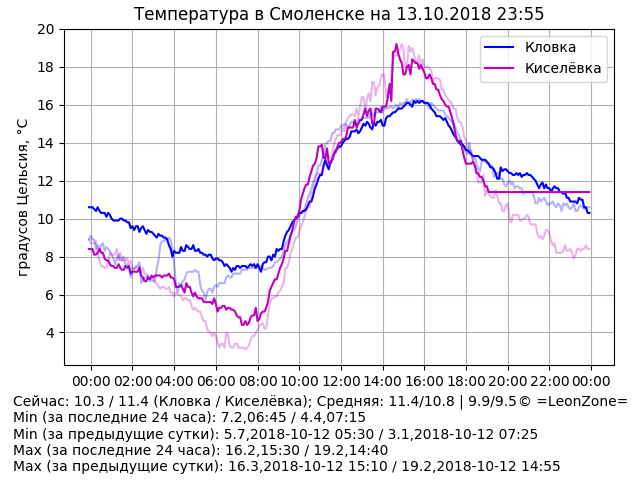 Температура в Смоленске на 13.10.2018 23:55
Кловка
Киселёвка
градусов Цельсия, °C
20
18
16
14
12
10
8
6
4
00:00 02:00 04:00 06:00 08:00 10:00 12:00 14:00 16:00 18:00 20:00 22:00 00:00
Сейчас: 10.3 / 11.4 (Кловка / Киселёвка); Средняя: 11.4/10.8 | 9.9/9.5© =LeonZone=
Min (за последние 24 часа): 7.2,06:45 / 4.4,07:15
Min (за предыдущие сутки): 5.7,2018-10-12 05:30 / 3.1,2018-10-12 07:25
Max (за последние 24 часа): 16.2,15:30 / 19.2,14:40
Max (за предыдущие сутки): 16.3,2018-10-12 15:10 / 19.2,2018-10-12 14:55